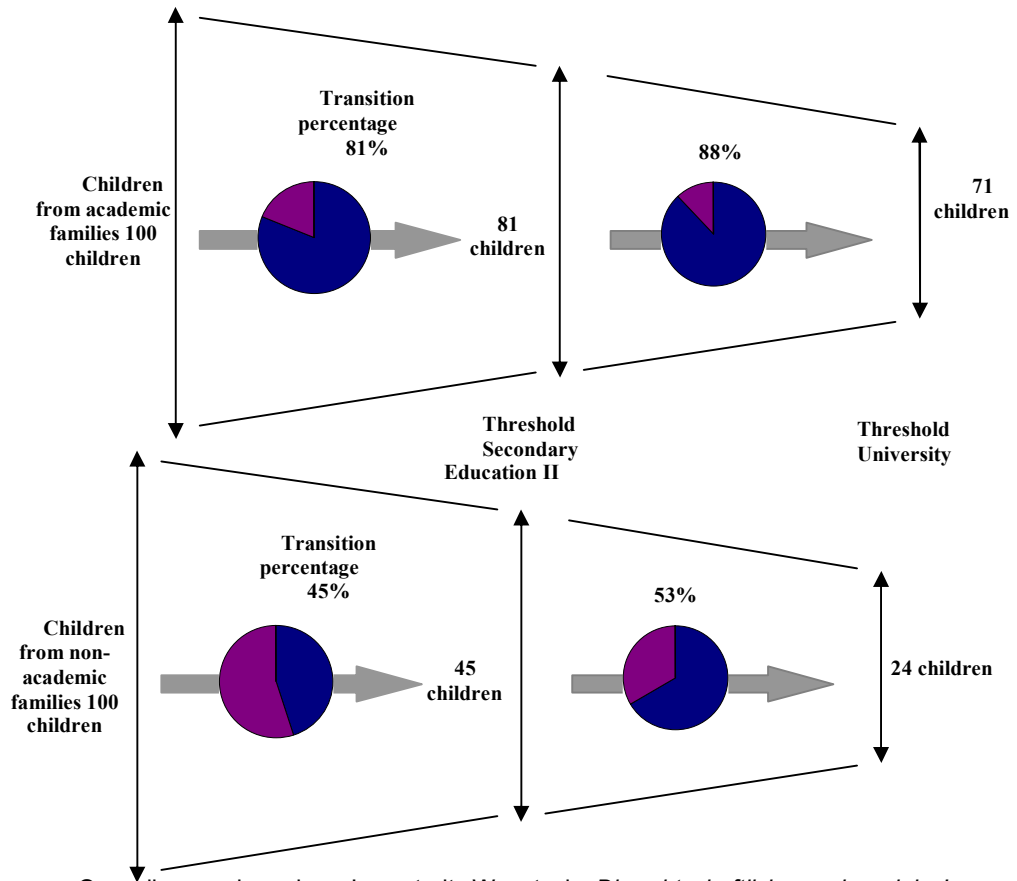 Transition
percentage
81%
88%
Children
from academic
families 100
children
81
children
71
children
Threshold
Secondary
Education II
Threshold
University
Transition
percentage
45%
53%
Children
from non-
academic
families 100
children
45
children
24 children